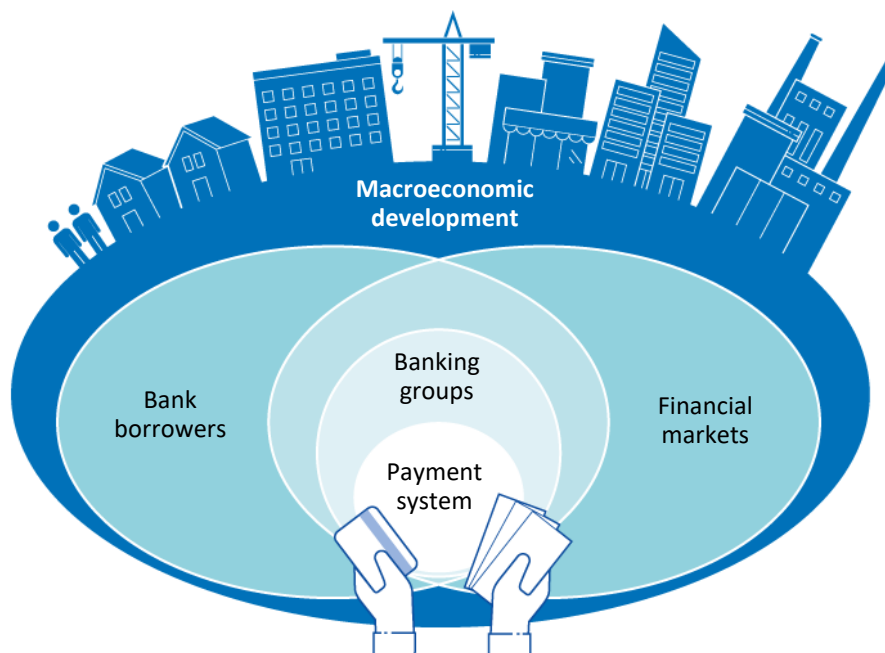 Macroeconomic
development
Bank
borrowers
Banking
groups
Financial
markets
Payment
system